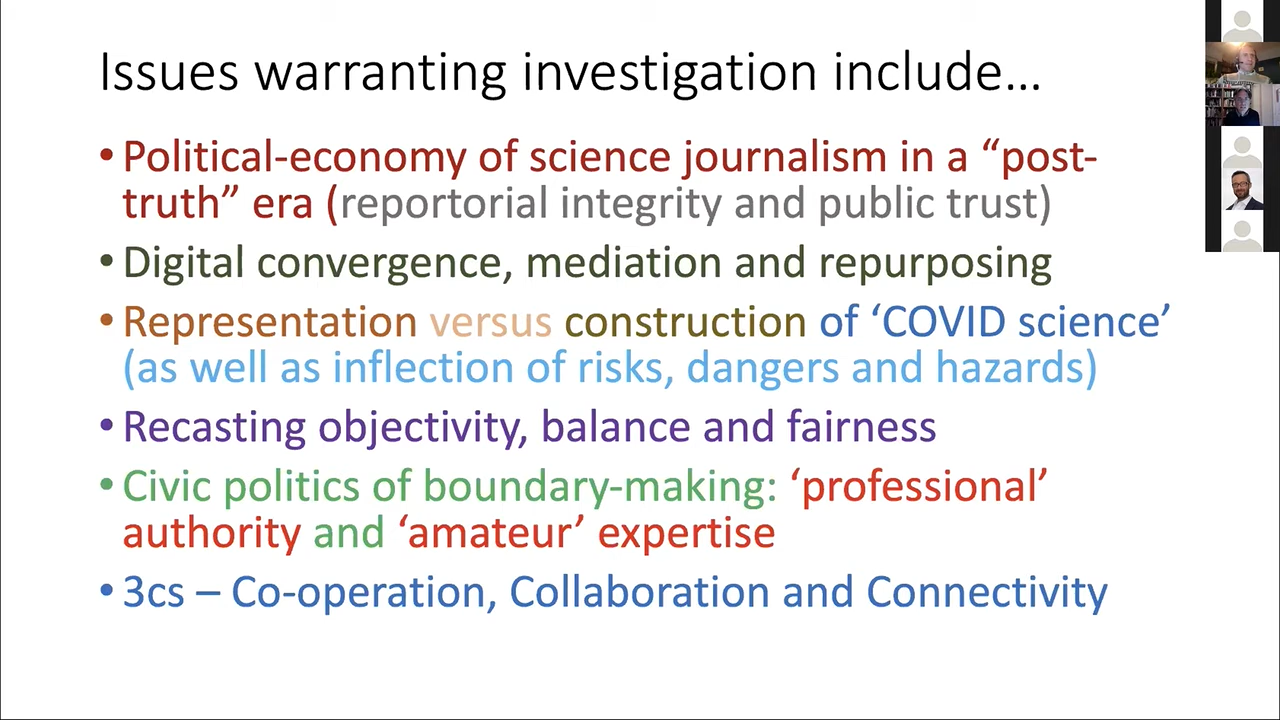 Issues warranting investigation include...
• Political-economy of science journalism in a “post-
truth” era (reportorial integrity and public trust)
• Digital convergence, mediation and repurposing
• Representation versus construction of ‘COVID science’
(as well as inflection of risks, dangers and hazards)
• Recasting objectivity, balance and fairness
• Civic politics of boundary-making: ‘professional’
authority and ‘amateur’ expertise
• 3cs – Co-operation, Collaboration and Connectivity